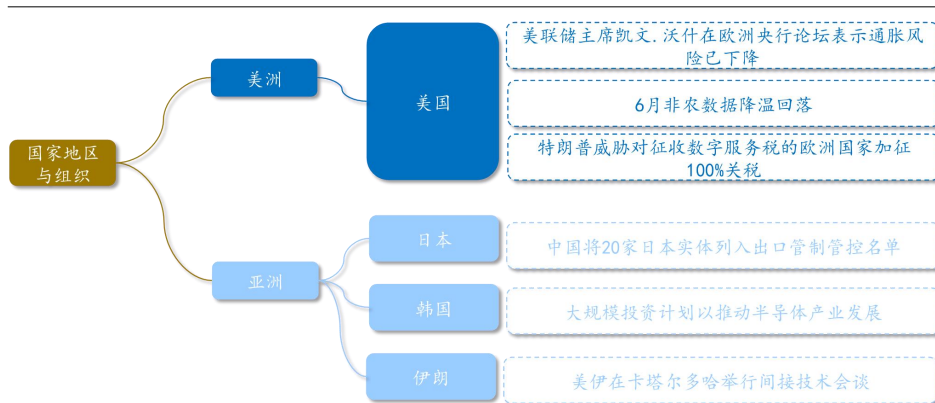 国家地区
与组织
美洲
美国
美联储主席凯文.沃什在欧洲央行论坛表示通胀风
险已下降
6月非农数据降温回落
特朗普威胁对征收数字服务税的欧洲国家加征
100%关税
亚洲
日本
中国将20家日本实体列入出口管制管控名单
韩国
大规模投资计划以推动半导体产业发展
伊朗
美伊在卡塔尔多哈举行间接技术会谈